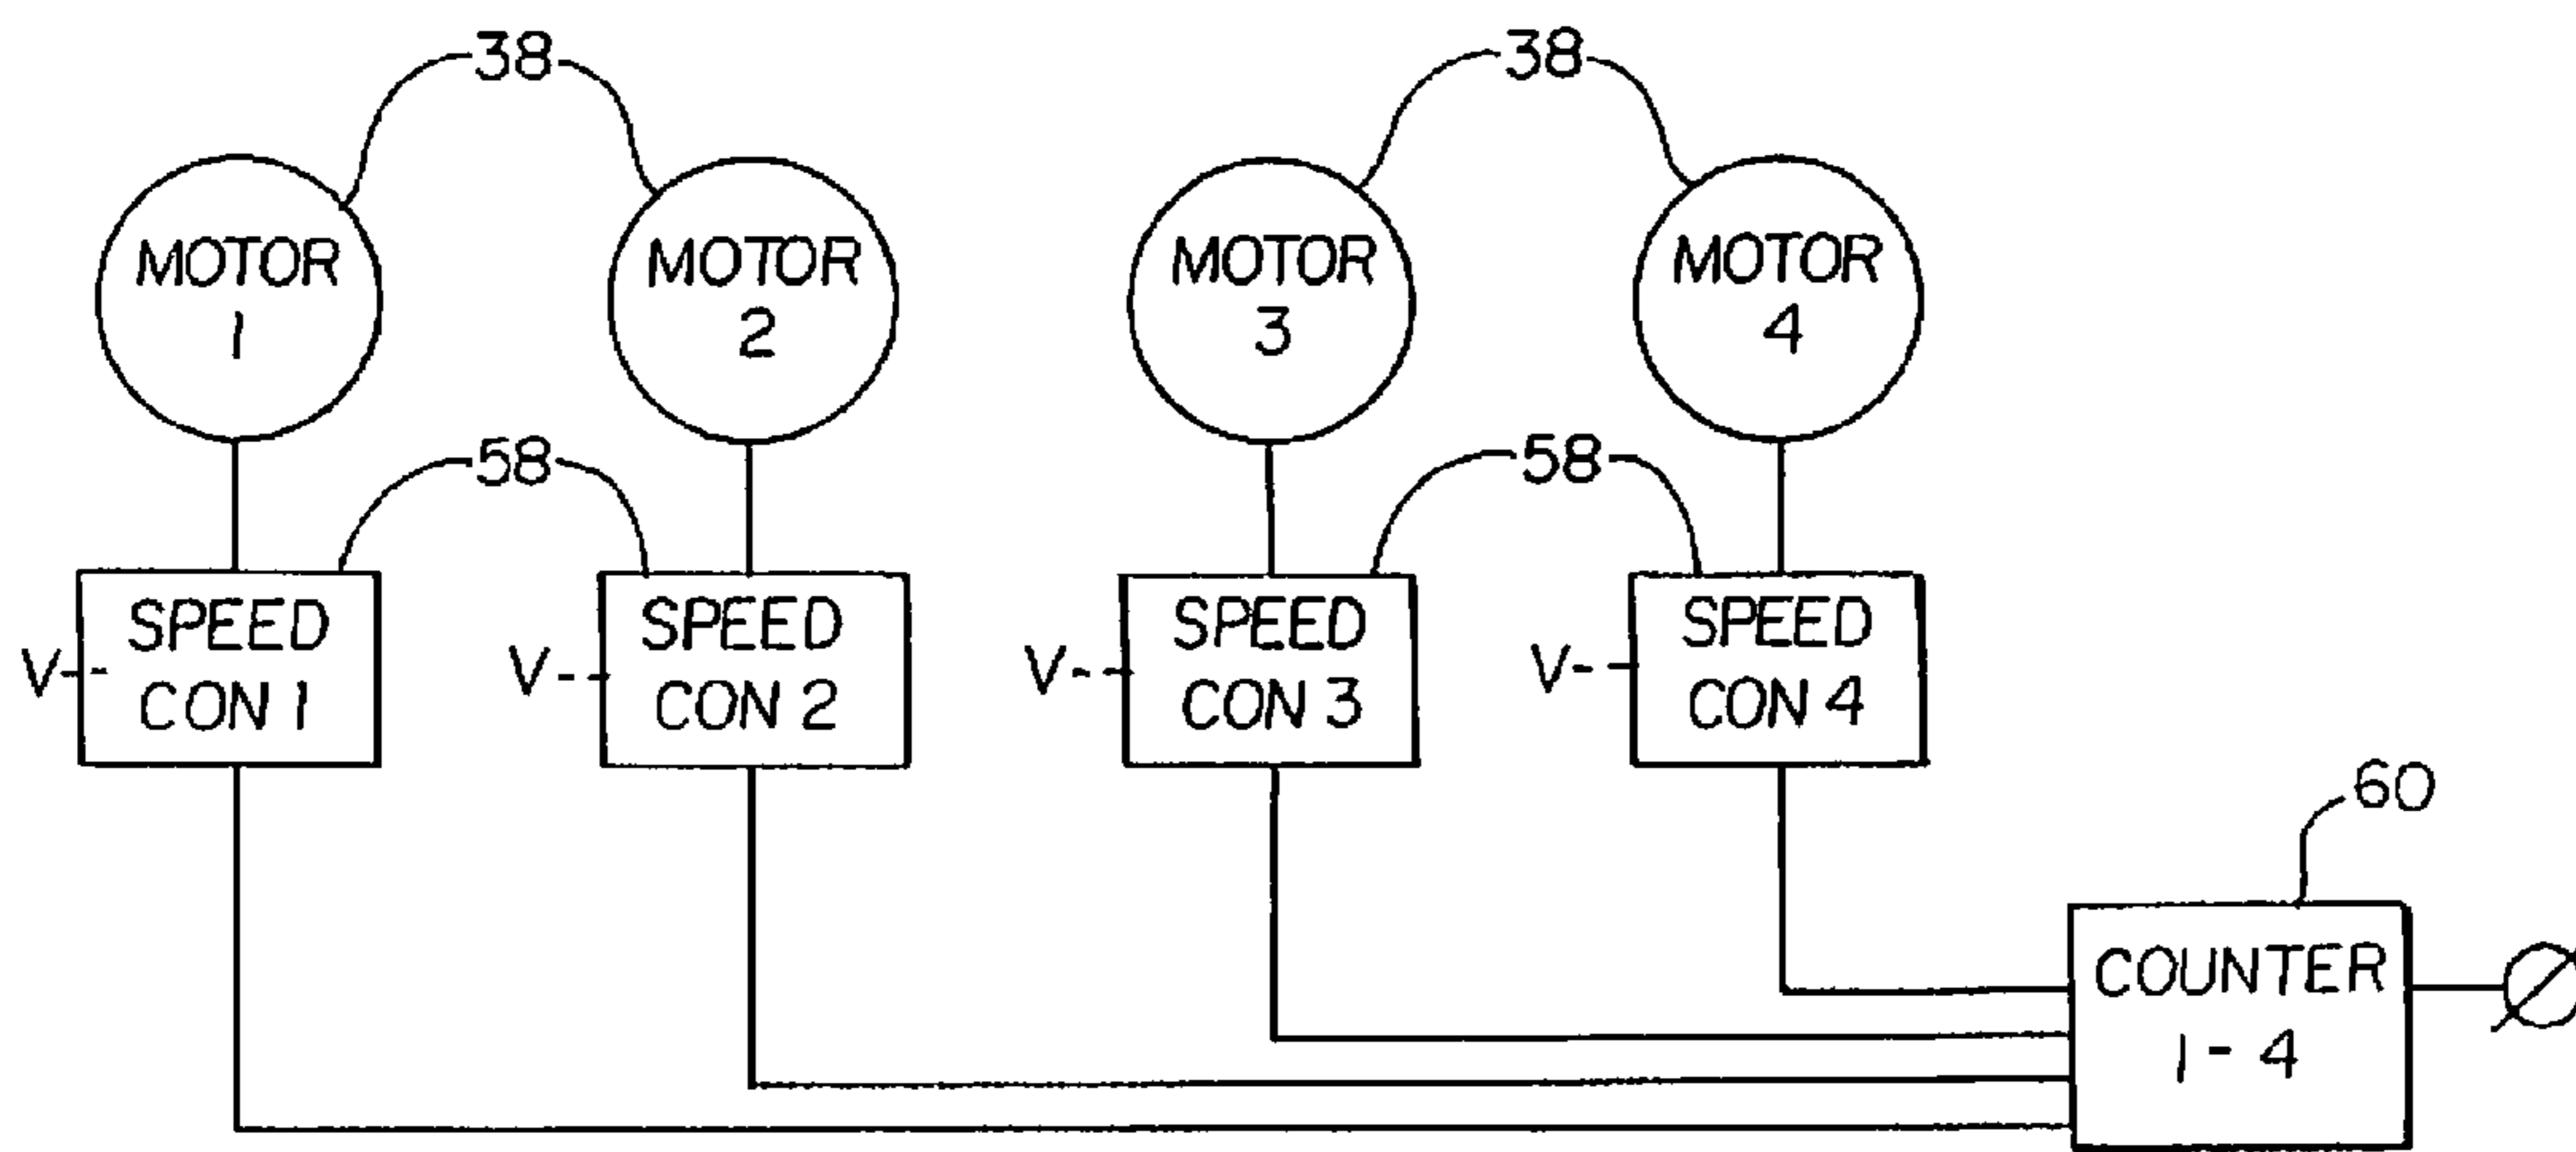 38 38
MOTOR 1 MOTOR 2 MOTOR 3 MOTOR 4
58 58
V- SPEED CON 1 V- SPEED CON 2 V- SPEED CON 3 V- SPEED CON 4
60
COUNTER 1-4 Ø